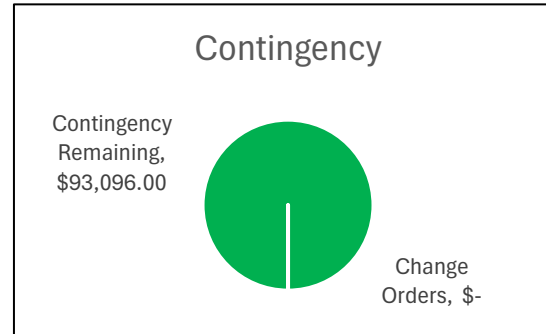 Contingency
Contingency
Remaining,
$93,096.00
Change
Orders, $-